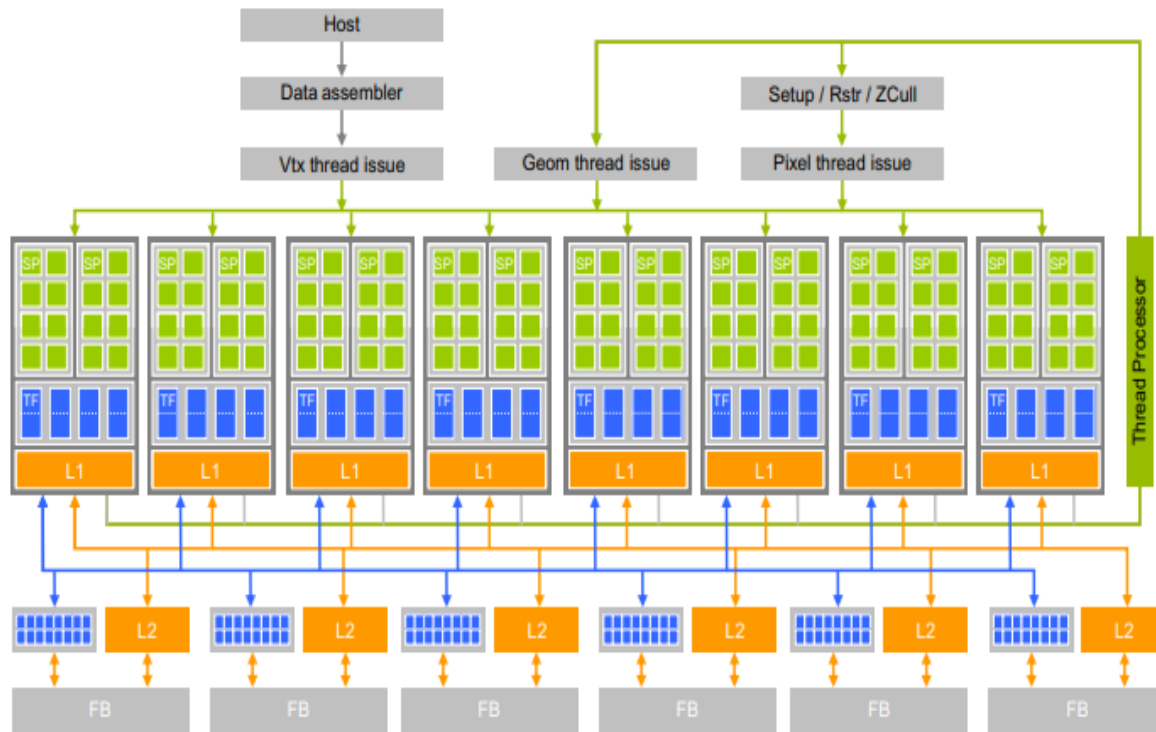 Host
Data assembler
Setup / Rstr / ZCull
Vtx thread issue
Geom thread issue
Pixel thread issue
SP SP SP SP SP SP SP SP SP SP SP SP SP SP SP SP
Thread Processor
TF TF TF TF TF TF TF TF
L1 L1 L1 L1 L1 L1 L1 L1
L2 L2 L2 L2 L2 L2
FB FB FB FB FB FB